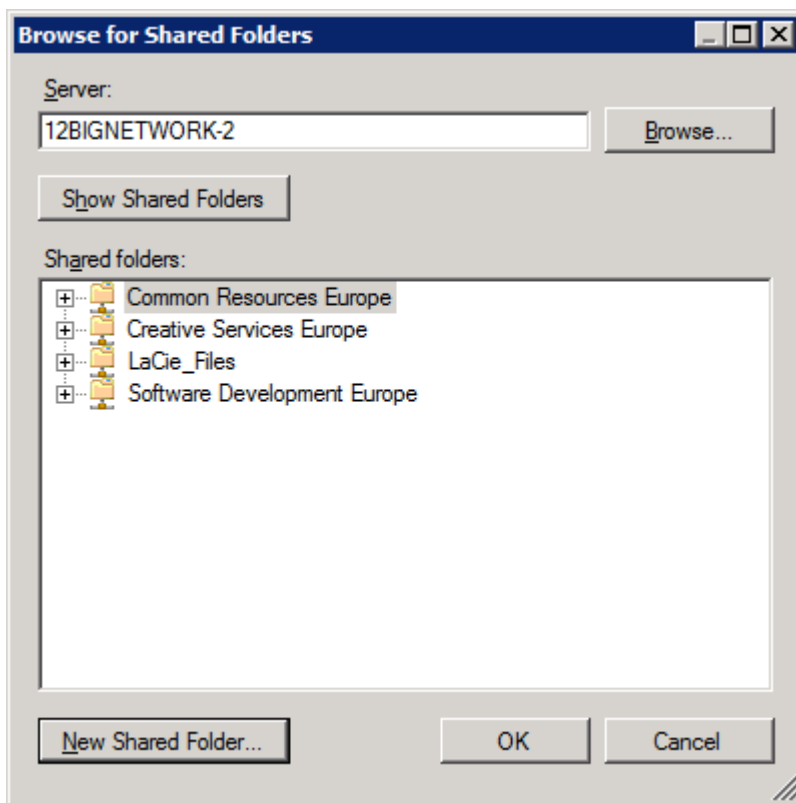 Browse for Shared Folders
Server:
12BIGNETWORK-2
Browse...
Show Shared Folders
Shared folders:
Common Resources Europe
Creative Services Europe
LaCie_Files
Software Development Europe
New Shared Folder...
OK
Cancel